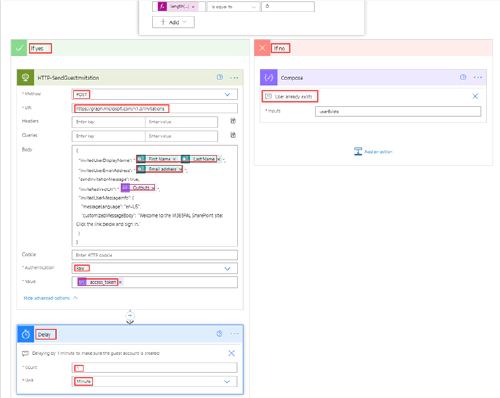 length(...
is equal to
0
Add
If yes
If no
HTTP-SendGuestInvitation
* Method
POST
* URI
https://graph.microsoft.com/v1.0/invitations
Headers
Enter key
Enter value
Queries
Enter key
Enter value
Body
{
"invitedUserDisplayName": " First Name Last Name ",
"invitedUserEmailAddress": " Email address ",
"sendInvitationMessage": true,
"inviteRedirectUrl": " Outputs ",
"invitedUserMessageInfo": {
"messageLanguage": "en-US",
"customizedMessageBody": "Welcome to the M365PAL SharePoint site!
Click the link below and sign in."
}
}
Cookie
Enter HTTP cookie
* Authentication
Raw
* Value
access_token
Hide advanced options
Delay
Delaying by 1 minute to make sure the guest account is created
* Count
1
* Unit
Minute
Compose
User already exists
* Inputs
userExists
Add an action